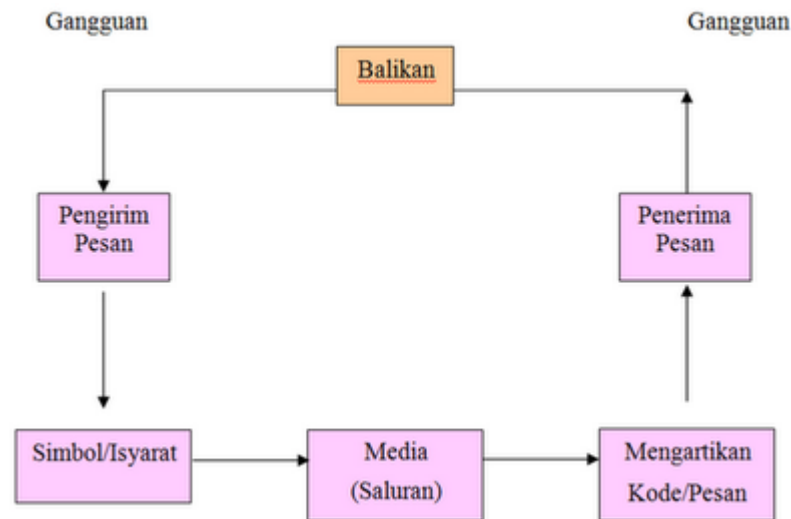 Gangguan
Gangguan
Balikan
Pengirim
Pesan
Penerima
Pesan
Simbol/Isyarat
Media
(Saluran)
Mengartikan
Kode/Pesan